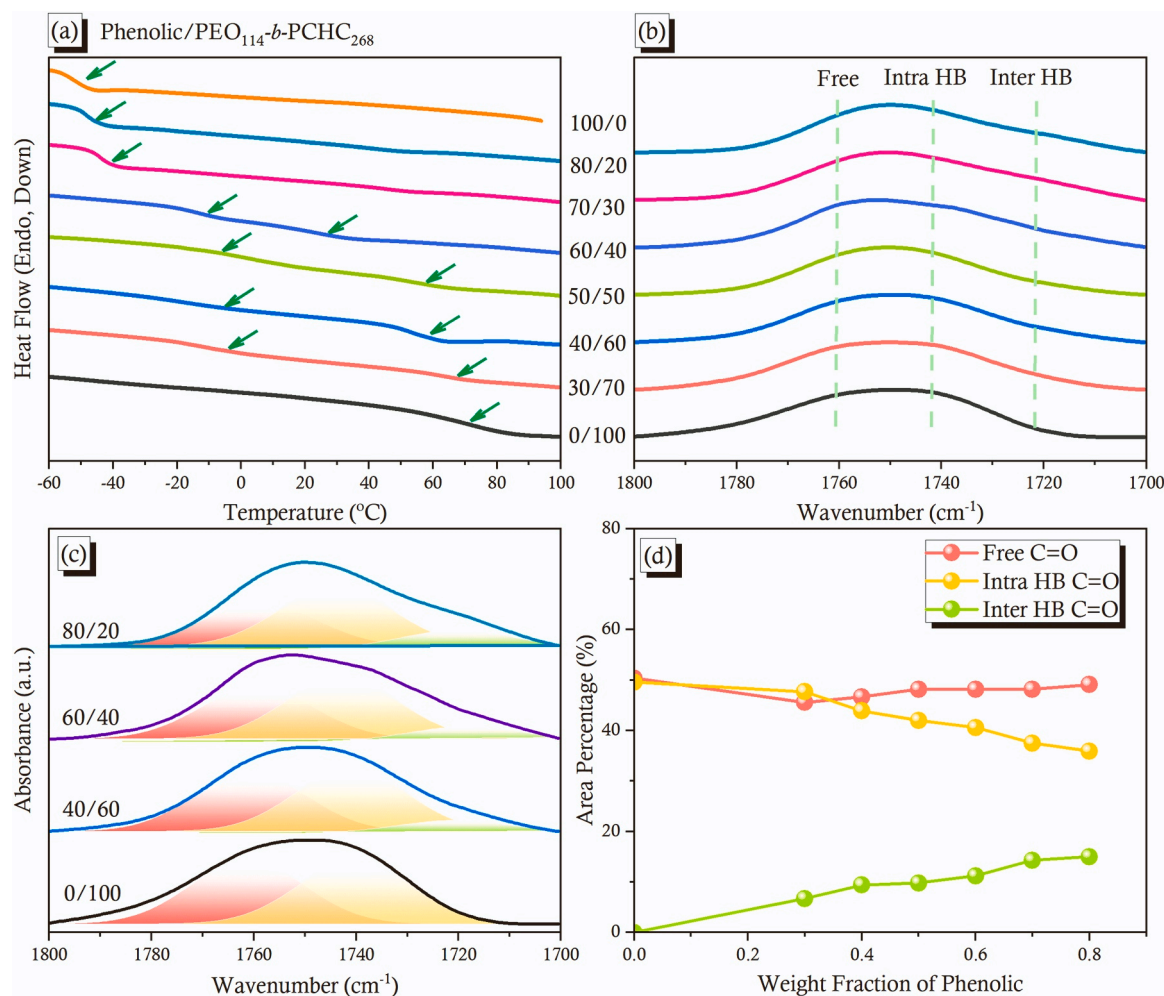 (a) Phenolic/PEO₁₁₄-b-PCHC₂₆₈
Heat Flow (Endo, Down)
-60 -40 -20 0 20 40 60 80 100
Temperature (°C)
100/0
80/20
70/30
60/40
50/50
40/60
30/70
0/100
(b)
Free Intra HB Inter HB
1800 1780 1760 1740 1720 1700
Wavenumber (cm⁻¹)
(c)
Absorbance (a.u.)
80/20
60/40
40/60
0/100
1800 1780 1760 1740 1720 1700
Wavenumber (cm⁻¹)
(d)
Free C=O
Intra HB C=O
Inter HB C=O
Area Percentage (%)
80
60
40
20
0
0.0 0.2 0.4 0.6 0.8 1.0
Weight Fraction of Phenolic